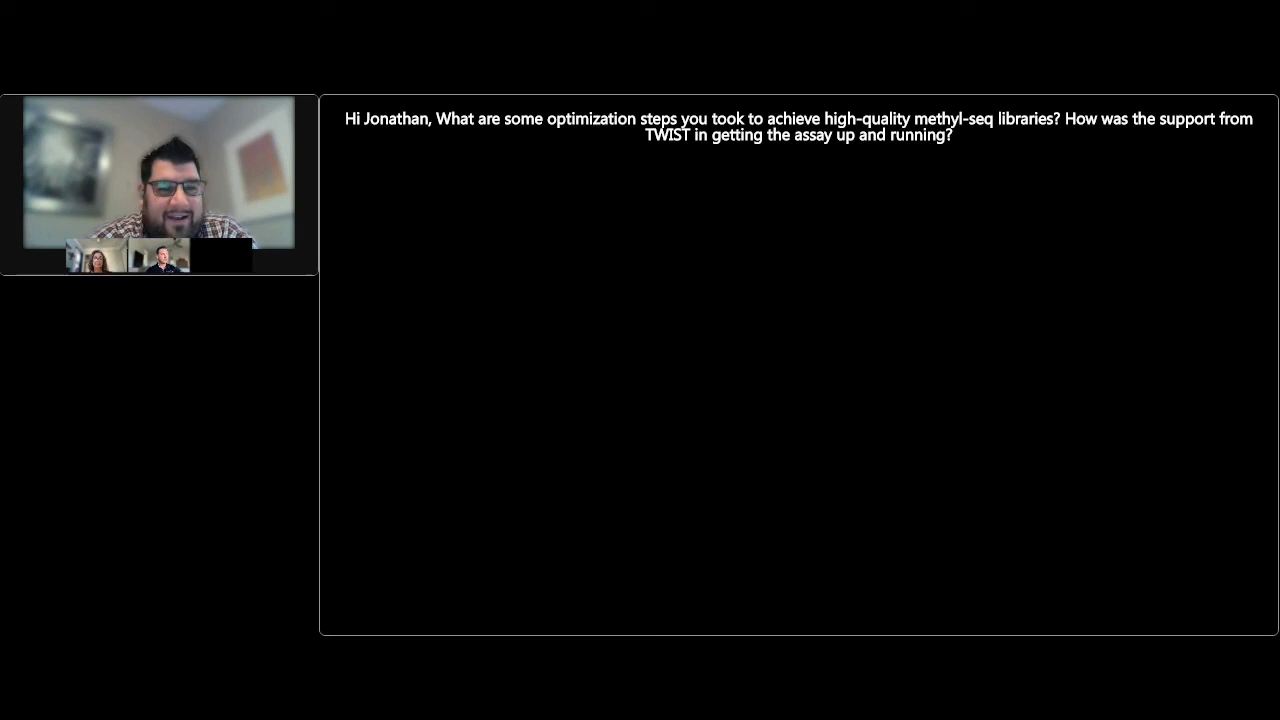 Hi Jonathan, What are some optimization steps you took to achieve high-quality methyl-seq libraries? How was the support from
TWIST in getting the assay up and running?